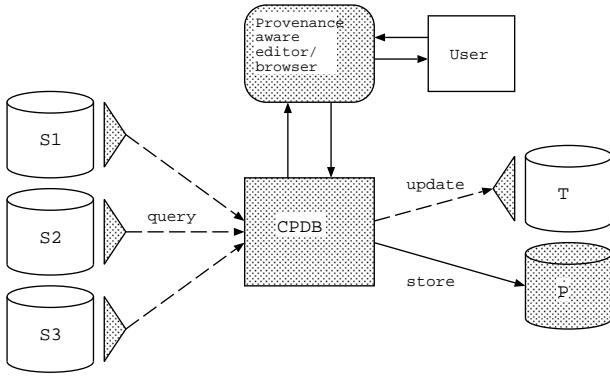 Provenance
aware
editor/
browser
User
S1
S2
S3
query
CPDB
update
store
T
P